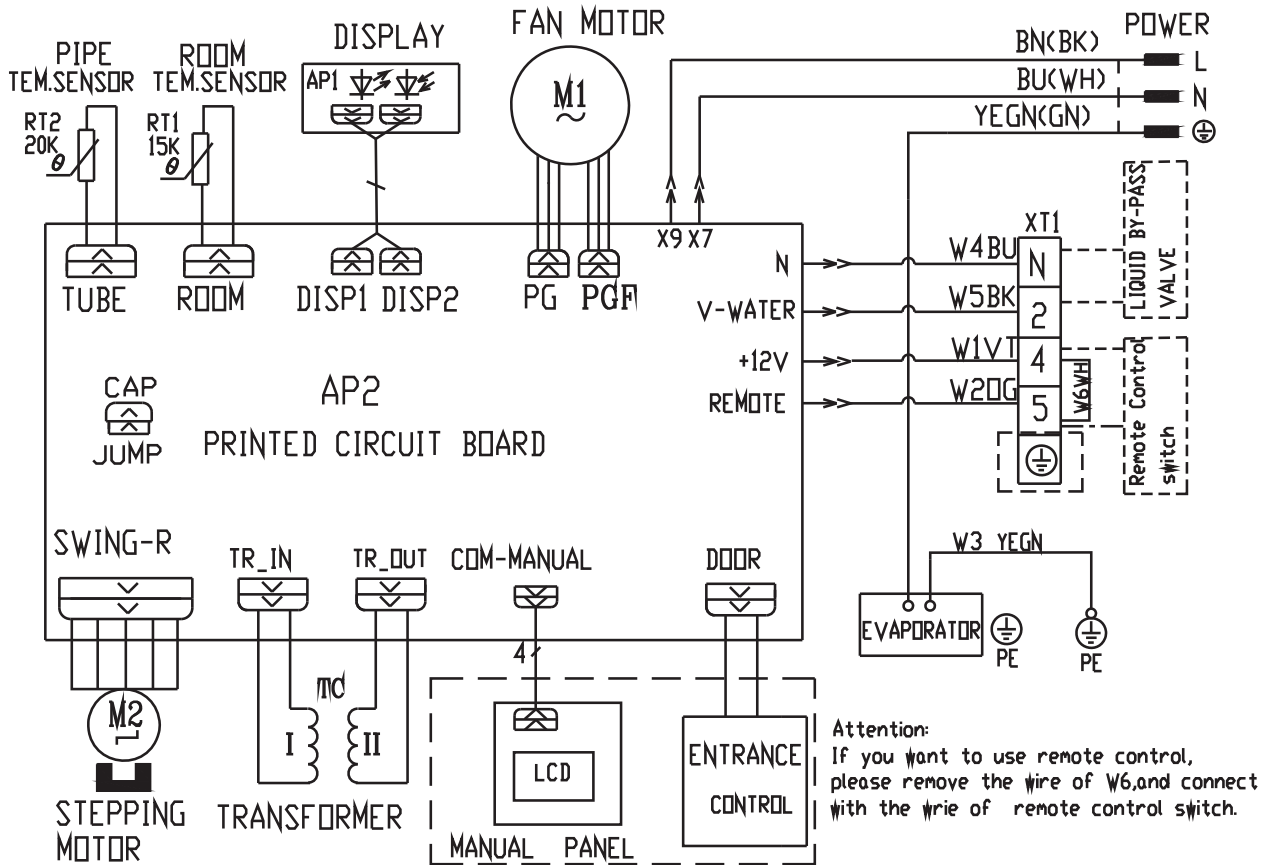 PIPE
TEM.SENSOR
ROOM
TEM.SENSOR
DISPLAY
FAN MOTOR
POWER
RT2
20K
θ
RT1
15K
θ
AP1
M1
~
BN(BK)
L
BU(WH)
N
YEGN(GN)
X9 X7
XT1
TUBE
ROOM
DISP1 DISP2
PG
PGF
N
W4BU
N
V-WATER
W5BK
2
+12V
W1VT
4
REMOTE
W2OG
5
W6WH
LIQUID BY-PASS
VALVE
Remote Control
switch
CAP
JUMP
AP2
PRINTED CIRCUIT BOARD
SWING-R
TR_IN
TR_OUT
COM-MANUAL
DOOR
W3 YEGN
EVAPORATOR
PE
PE
4
TC
I
II
M2
STEPPING
MOTOR
TRANSFORMER
LCD
MANUAL PANEL
ENTRANCE
CONTROL
Attention:
If you want to use remote control,
please remove the wire of W6,and connect
with the wrie of remote control switch.